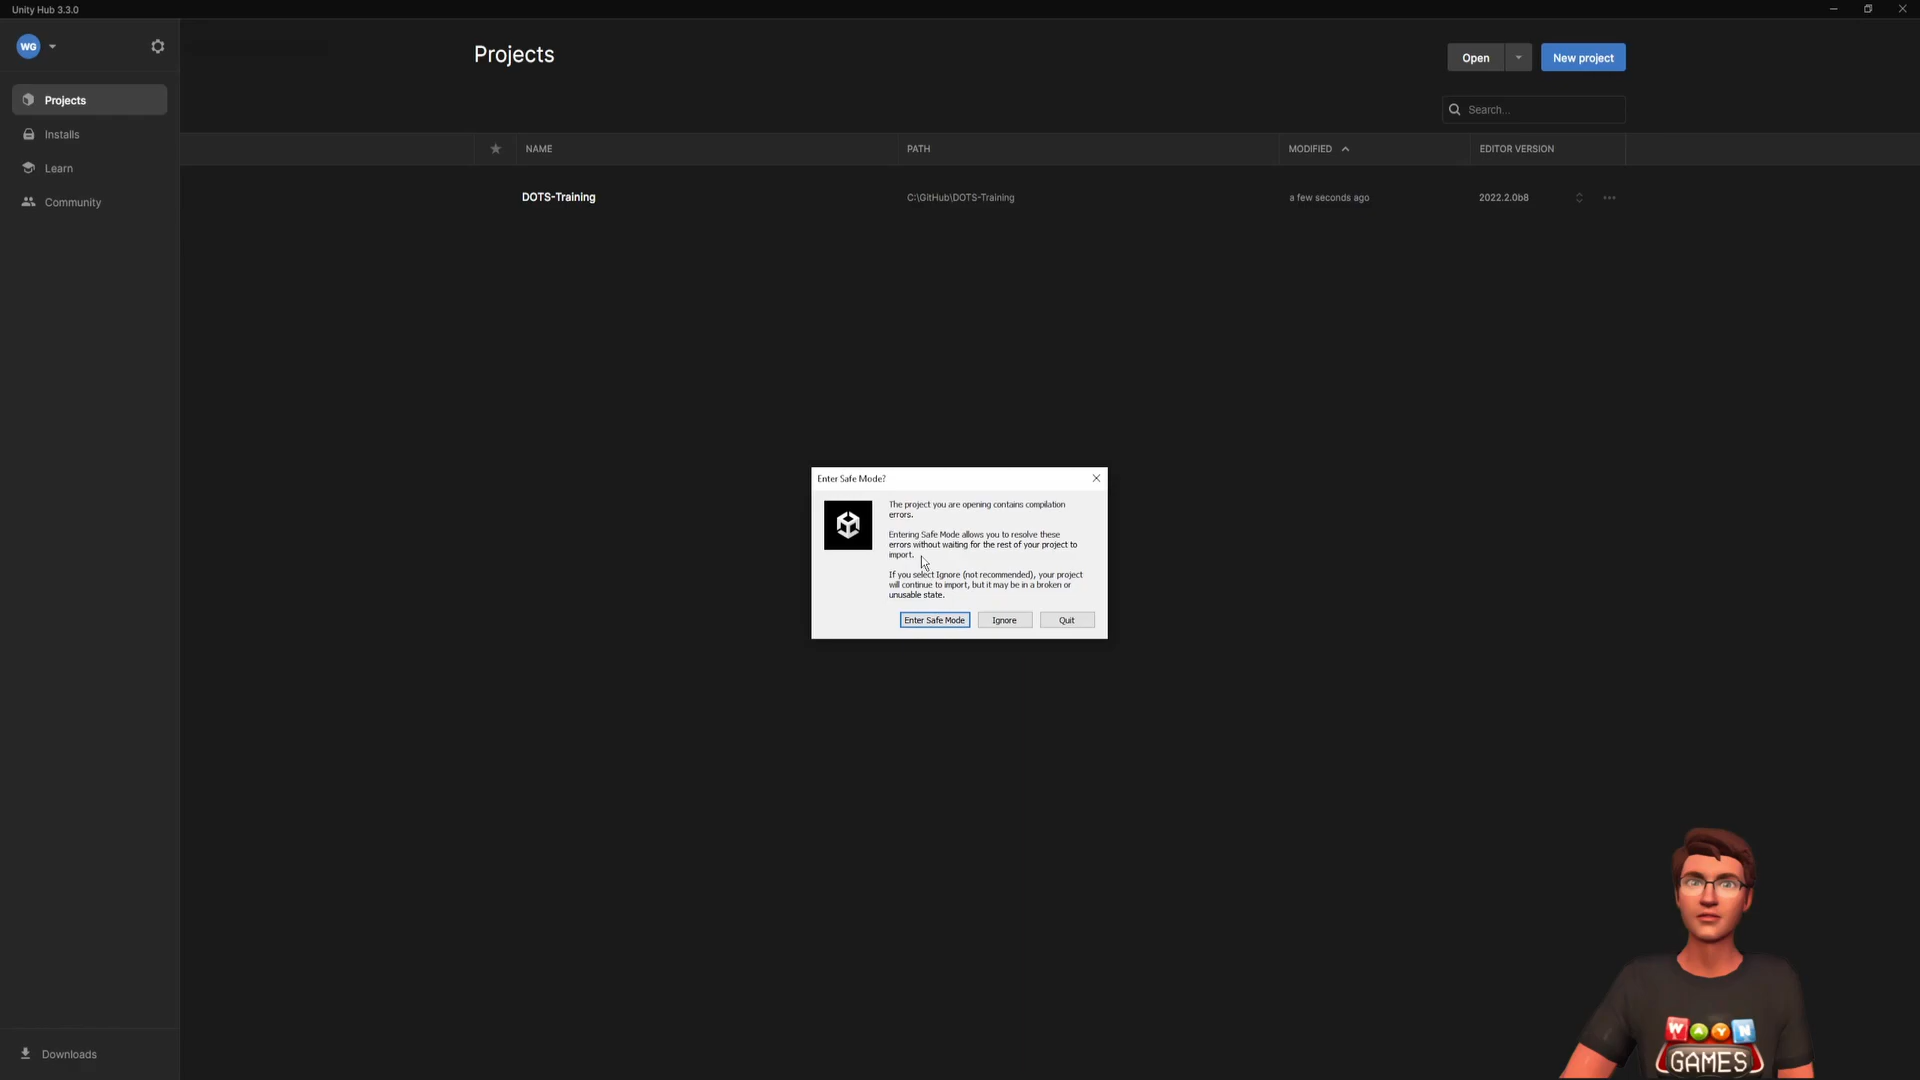 Unity Hub 3.3.0
WG
Projects
Open
New project
Projects
Search...
Installs
NAME
PATH
MODIFIED
EDITOR VERSION
Learn
DOTS-Training
C:\GitHub\DOTS-Training
a few seconds ago
2022.2.0b8
Community
Enter Safe Mode?
The project you are opening contains compilation
errors.
Entering Safe Mode allows you to resolve these
errors without waiting for the rest of your project to
import.
If you select Ignore (not recommended), your project
will continue to import, but it may be in a broken or
unusable state.
Enter Safe Mode
Ignore
Quit
WAYN
GAMES
Downloads